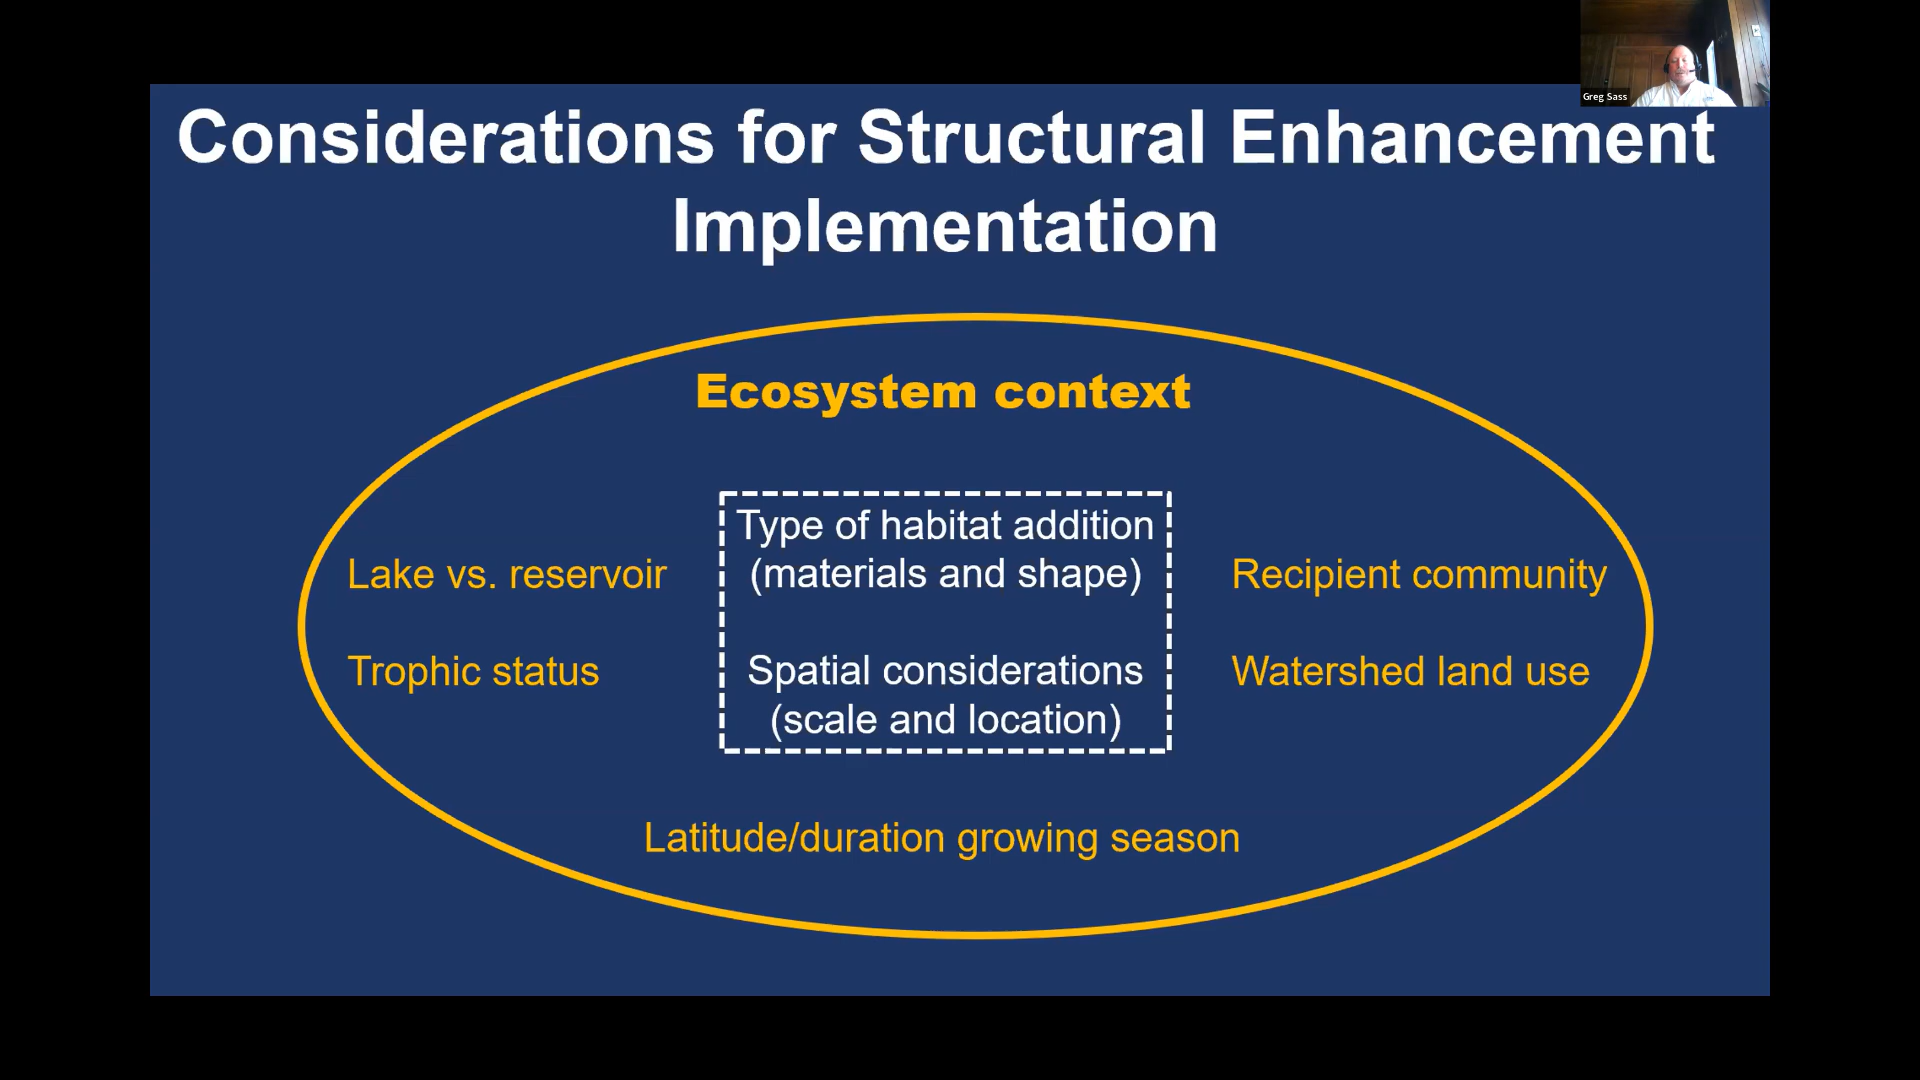 Greg Sass
Considerations for Structural Enhancement
Implementation
Ecosystem context
Type of habitat addition
(materials and shape)
Lake vs. reservoir
Recipient community
Trophic status
Spatial considerations
(scale and location)
Watershed land use
Latitude/duration growing season